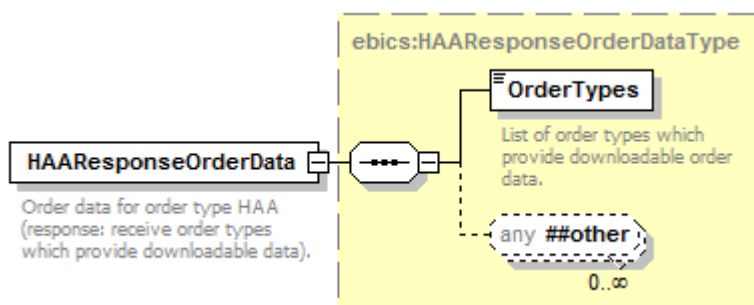 ebics:HAAResponseOrderDataType
OrderTypes
List of order types which
provide downloadable order
data.
HAAResponseOrderData
Order data for order type HAA
(response: receive order types
which provide downloadable data).
any ##other
0..∞